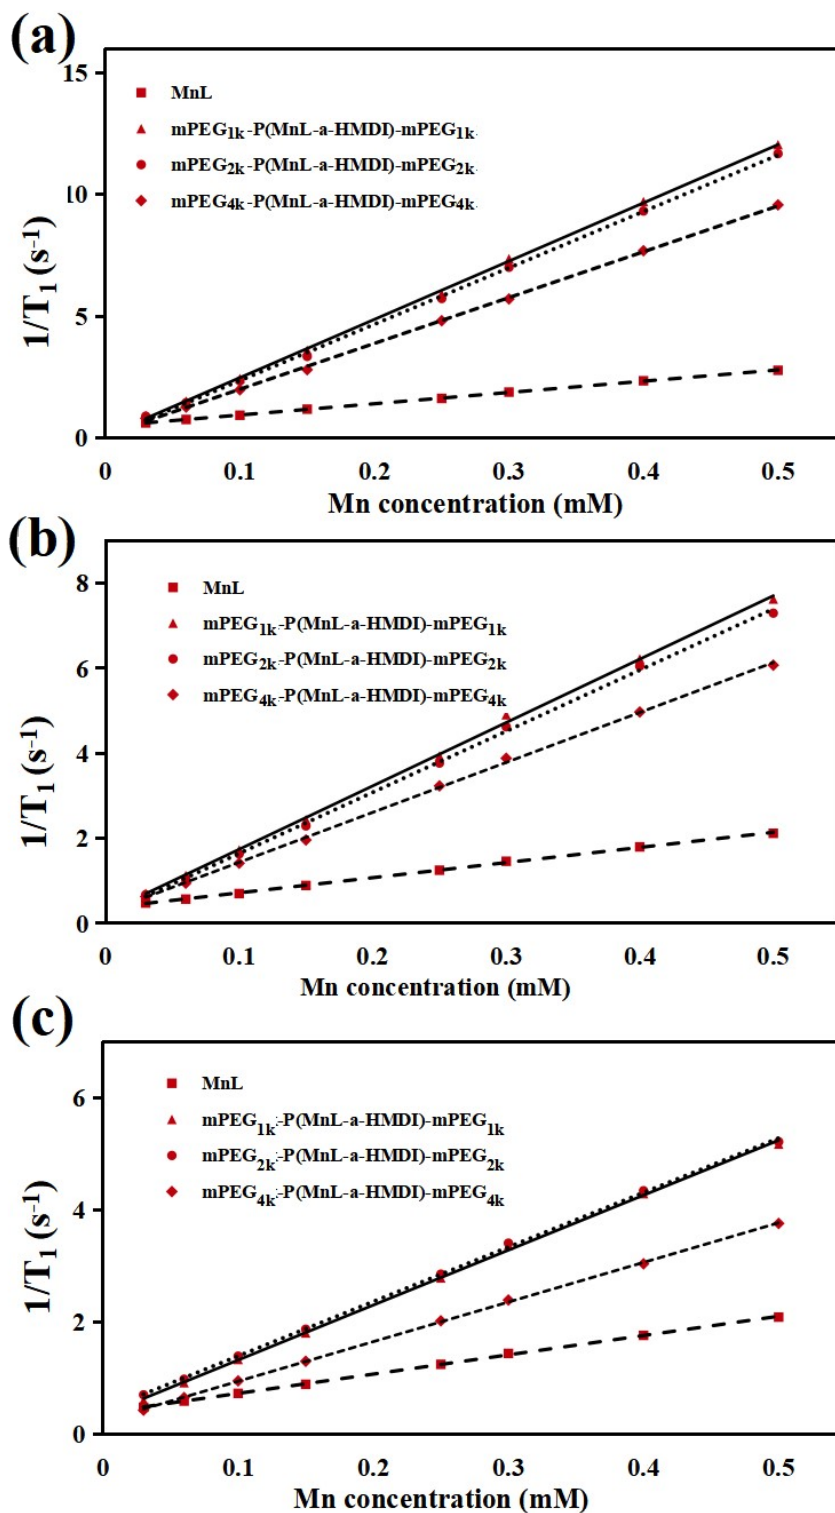 (a)
15
MnL
mPEG1k-P(MnL-a-HMDI)-mPEG1k
mPEG2k-P(MnL-a-HMDI)-mPEG2k
10
mPEG4k-P(MnL-a-HMDI)-mPEG4k
1/T1 (s-1)
5
0
0 0.1 0.2 0.3 0.4 0.5
Mn concentration (mM)
(b)
8
MnL
mPEG1k-P(MnL-a-HMDI)-mPEG1k
6
mPEG2k-P(MnL-a-HMDI)-mPEG2k
mPEG4k-P(MnL-a-HMDI)-mPEG4k
1/T1 (s-1)
4
2
0
0 0.1 0.2 0.3 0.4 0.5
Mn concentration (mM)
(c)
MnL
6
mPEG1k-P(MnL-a-HMDI)-mPEG1k
mPEG2k-P(MnL-a-HMDI)-mPEG2k
mPEG4k-P(MnL-a-HMDI)-mPEG4k
1/T1 (s-1)
4
2
0
0 0.1 0.2 0.3 0.4 0.5
Mn concentration (mM)